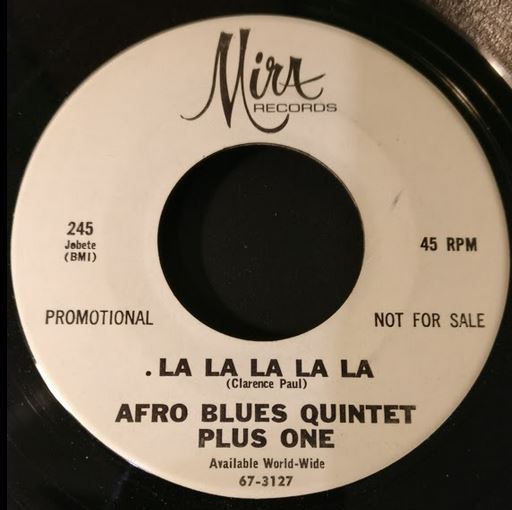 Mira
RECORDS
245
Jobete
(BMI)
45 RPM
PROMOTIONAL
NOT FOR SALE
. LA LA LA LA LA
(Clarence Paul)
AFRO BLUES QUINTET
PLUS ONE
Available World-Wide
67-3127